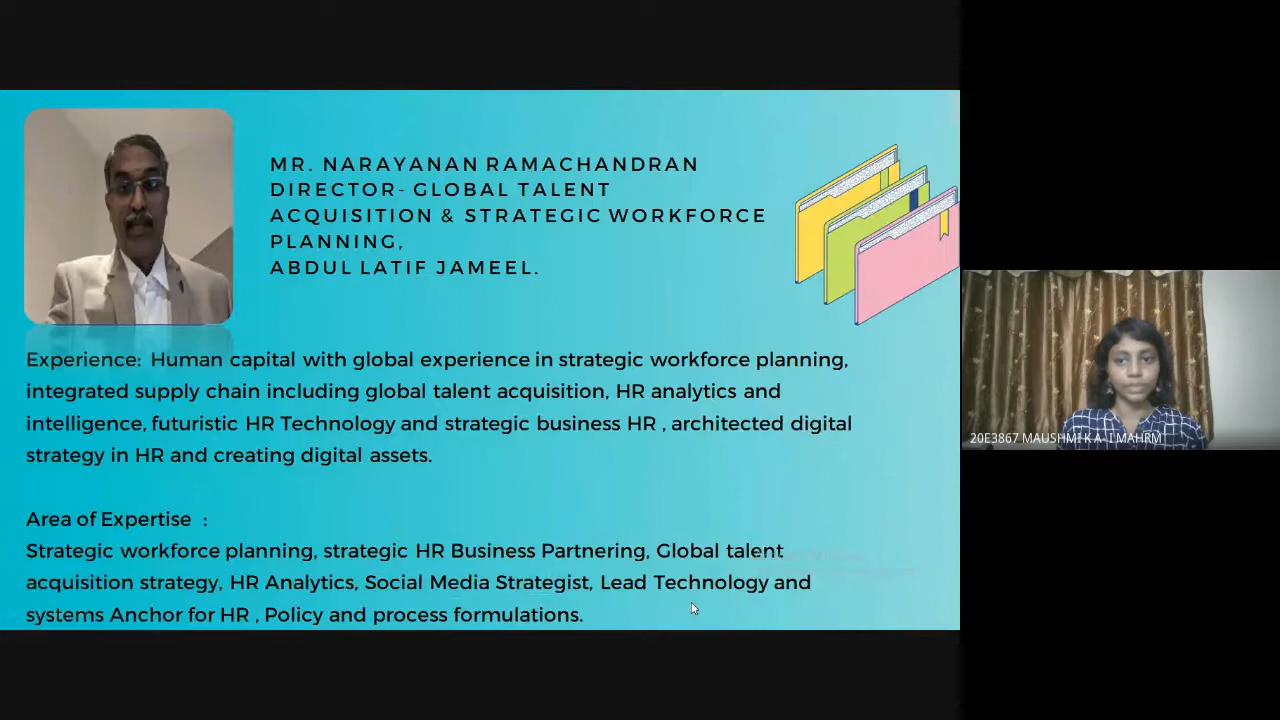 MR. NARAYANAN RAMACHANDRAN
DIRECTOR- GLOBAL TALENT
ACQUISITION & STRATEGIC WORKFORCE
PLANNING,
ABDUL LATIF JAMEEL.
Experience: Human capital with global experience in strategic workforce planning,
integrated supply chain including global talent acquisition, HR analytics and
intelligence, futuristic HR Technology and strategic business HR , architected digital
strategy in HR and creating digital assets.
Area of Expertise :
Strategic workforce planning, strategic HR Business Partnering, Global talent
acquisition strategy, HR Analytics, Social Media Strategist, Lead Technology and
systems Anchor for HR , Policy and process formulations.
20E3867 MAUSHMI K A- I MAHRM